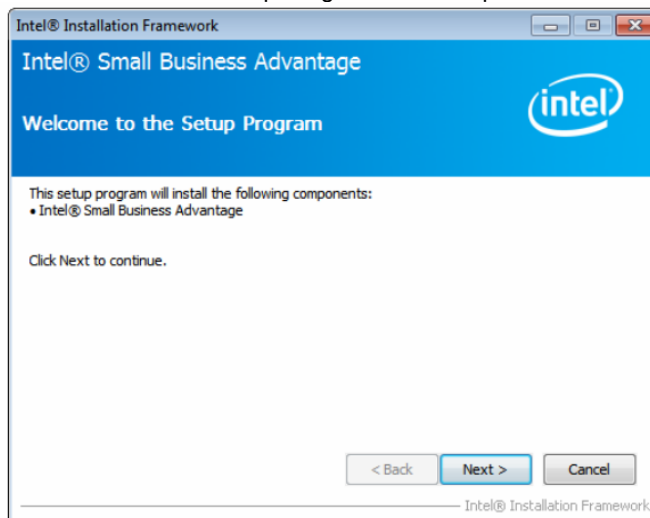 Intel® Installation Framework
Intel® Small Business Advantage
intel
Welcome to the Setup Program
This setup program will install the following components:
• Intel® Small Business Advantage
Click Next to continue.
< Back Next > Cancel
Intel® Installation Framework